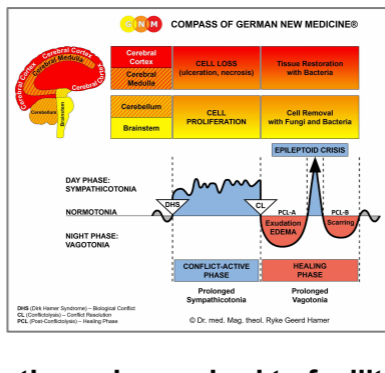 GNM COMPASS OF GERMAN NEW MEDICINE®
Cerebral Cortex
Cerebral Medulla
Cerebral Cortex
Cerebral
Cerebellum
Brainstem
Cerebral
Cortex
Cerebral
Medulla
CELL LOSS
(ulceration, necrosis)
Tissue Restoration
with Bacteria
Cerebellum
Brainstem
CELL
PROLIFERATION
Cell Removal
with Fungi and Bacteria
EPILEPTOID CRISIS
DAY PHASE:
SYMPATHICOTONIA
NORMOTONIA
NIGHT PHASE:
VAGOTONIA
DHS
CL
PCL-A
PCL-B
Exudation
EDEMA
Scarring
CONFLICT-ACTIVE
PHASE
HEALING
PHASE
Prolonged
Sympathicotonia
Prolonged
Vagotonia
DHS (Dirk Hamer Syndrome) – Biological Conflict
CL (Conflictolysis) – Conflict Resolution
PCL (Post-Conflictolysis) – Healing Phase
© Dr. med. Mag. theol. Ryke Geerd Hamer